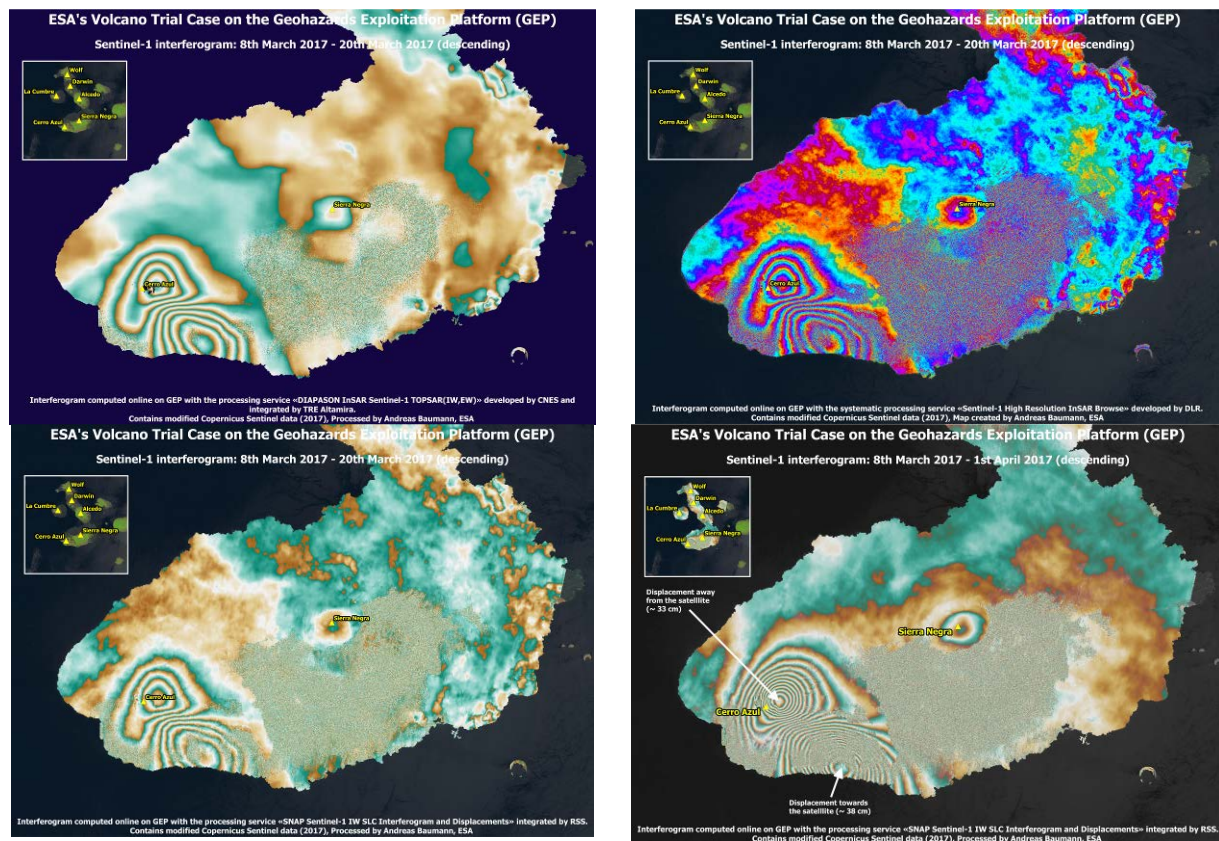 ESA's Volcano Trial Case on the Geohazards Exploitation Platform (GEP)
Sentinel-1 interferogram: 8th March 2017 - 20th March 2017 (descending)
Wolf
Darwin
La Cumbre
Alcedo
Sierra Negra
Cerro Azul
Sierra Negra
Cerro Azul
Interferogram computed online on GEP with the processing service «DIAPASON InSAR Sentinel-1 TOPSAR(IW,EW)» developed by CNES and
integrated by TRE Altamira.
Contains modified Copernicus Sentinel data (2017), Processed by Andreas Baumann, ESA
ESA's Volcano Trial Case on the Geohazards Exploitation Platform (GEP)
Sentinel-1 interferogram: 8th March 2017 - 20th March 2017 (descending)
Wolf
Darwin
La Cumbre
Alcedo
Sierra Negra
Cerro Azul
Sierra Negra
Cerro Azul
Interferogram computed online on GEP with the systematic processing service «Sentinel-1 High Resolution InSAR Browse» developed by DLR.
Contains modified Copernicus Sentinel data (2017), Map created by Andreas Baumann, ESA
ESA's Volcano Trial Case on the Geohazards Exploitation Platform (GEP)
Sentinel-1 interferogram: 8th March 2017 - 20th March 2017 (descending)
Wolf
Darwin
La Cumbre
Alcedo
Sierra Negra
Cerro Azul
Sierra Negra
Cerro Azul
Interferogram computed online on GEP with the processing service «SNAP Sentinel-1 IW SLC Interferogram and Displacements» integrated by RSS.
Contains modified Copernicus Sentinel data (2017), Processed by Andreas Baumann, ESA
ESA's Volcano Trial Case on the Geohazards Exploitation Platform (GEP)
Sentinel-1 interferogram: 8th March 2017 - 1st April 2017 (descending)
Wolf
Darwin
La Cumbre
Alcedo
Sierra Negra
Cerro Azul
Displacement away
from the satelllite
(~ 33 cm)
Sierra Negra
Cerro Azul
Displacement towards
the satelllite (~ 38 cm)
Interferogram computed online on GEP with the processing service «SNAP Sentinel-1 IW SLC Interferogram and Displacements» integrated by RSS.
Contains modified Copernicus Sentinel data (2017), Processed by Andreas Baumann, ESA